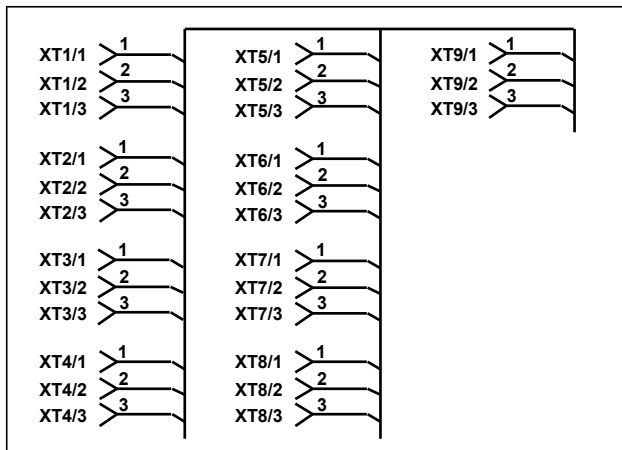 XT1/1 1
XT1/2 2
XT1/3 3
XT2/1 1
XT2/2 2
XT2/3 3
XT3/1 1
XT3/2 2
XT3/3 3
XT4/1 1
XT4/2 2
XT4/3 3
XT5/1 1
XT5/2 2
XT5/3 3
XT6/1 1
XT6/2 2
XT6/3 3
XT7/1 1
XT7/2 2
XT7/3 3
XT8/1 1
XT8/2 2
XT8/3 3
XT9/1 1
XT9/2 2
XT9/3 3